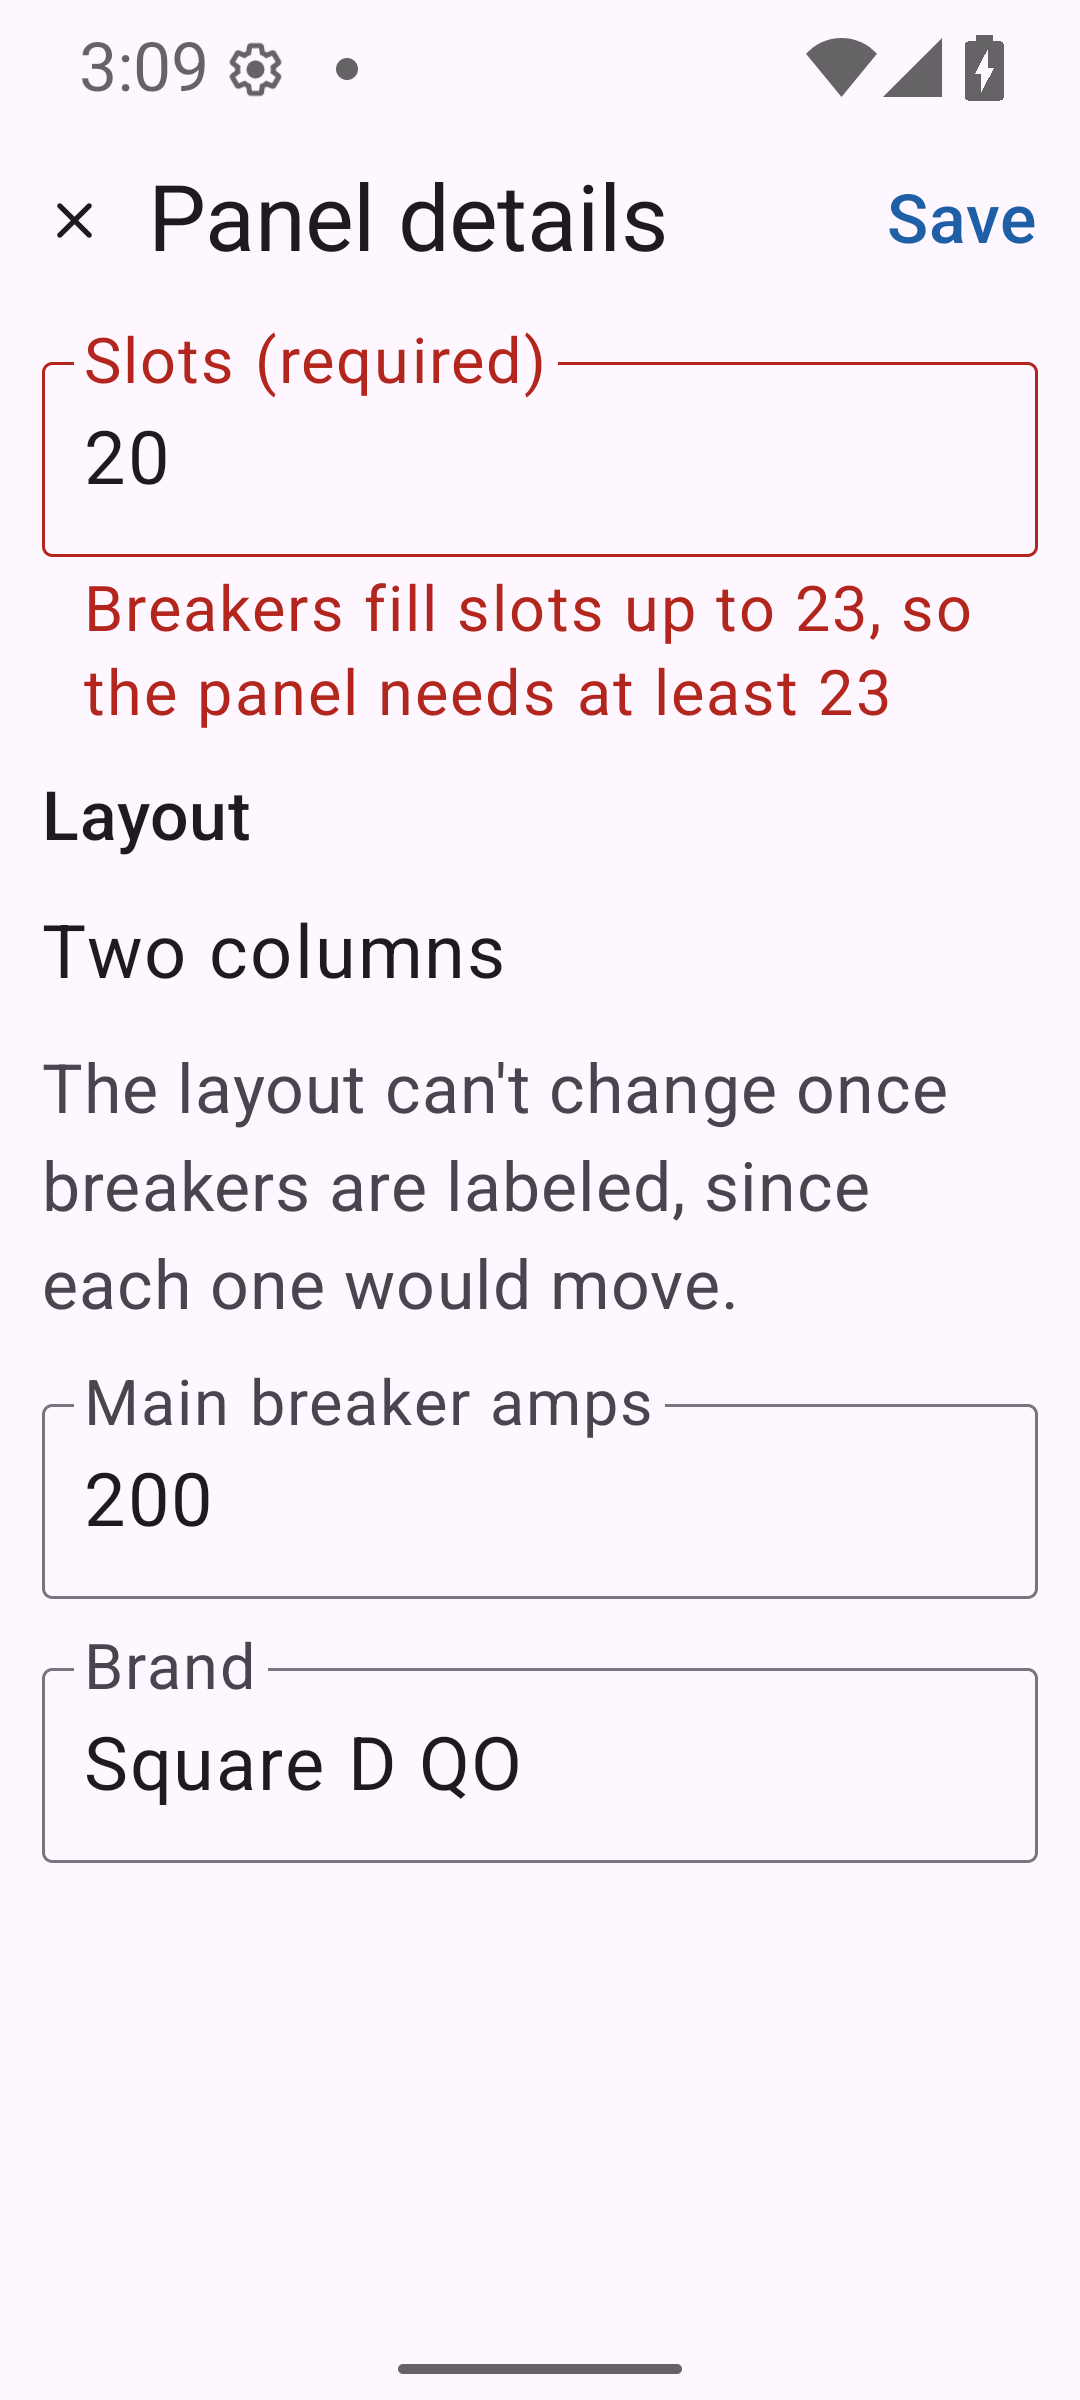 3:09
Panel details
Save
Slots (required)
20
Breakers fill slots up to 23, so
the panel needs at least 23
Layout
Two columns
The layout can't change once
breakers are labeled, since
each one would move.
Main breaker amps
200
Brand
Square D QO